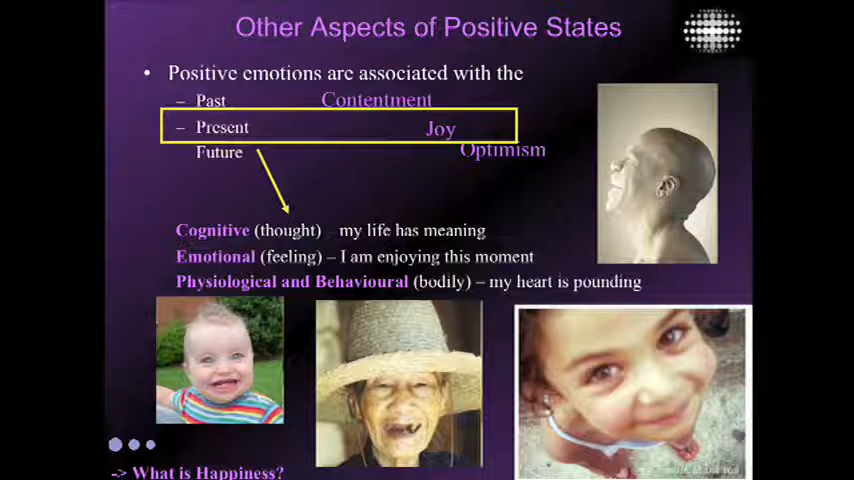 Other Aspects of Positive States
• Positive emotions are associated with the
– Past Contentment
– Present Joy
Future Optimism
Cognitive (thought) – my life has meaning
Emotional (feeling) – I am enjoying this moment
Physiological and Behavioural (bodily) – my heart is pounding
-> What is Happiness?